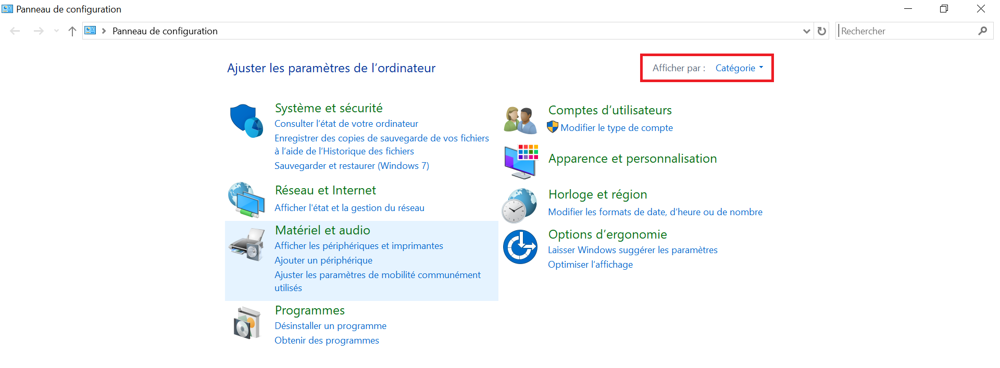 Panneau de configuration
Panneau de configuration
Rechercher
Ajuster les paramètres de l’ordinateur
Afficher par : Catégorie
Système et sécurité
Consulter l’état de votre ordinateur
Enregistrer des copies de sauvegarde de vos fichiers
à l’aide de l’Historique des fichiers
Sauvegarder et restaurer (Windows 7)
Réseau et Internet
Afficher l'état et la gestion du réseau
Matériel et audio
Afficher les périphériques et imprimantes
Ajouter un périphérique
Ajuster les paramètres de mobilité communément
utilisés
Programmes
Désinstaller un programme
Obtenir des programmes
Comptes d’utilisateurs
Modifier le type de compte
Apparence et personnalisation
Horloge et région
Modifier les formats de date, d’heure ou de nombre
Options d’ergonomie
Laisser Windows suggérer les paramètres
Optimiser l’affichage